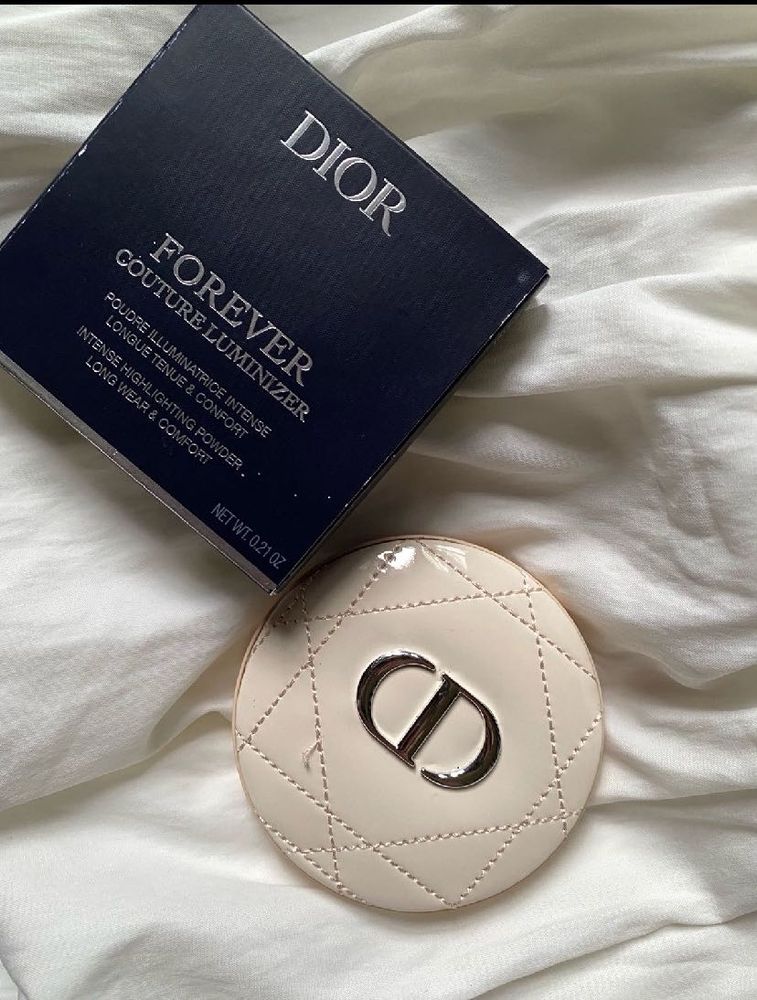 DIOR
FOREVER
COUTURE LUMINIZER
POUDRE ILLUMINATRICE INTENSE
LONGUE TENUE & CONFORT
INTENSE HIGHLIGHTING POWDER
LONG WEAR & COMFORT
NET WT. 0.21 OZ
CD